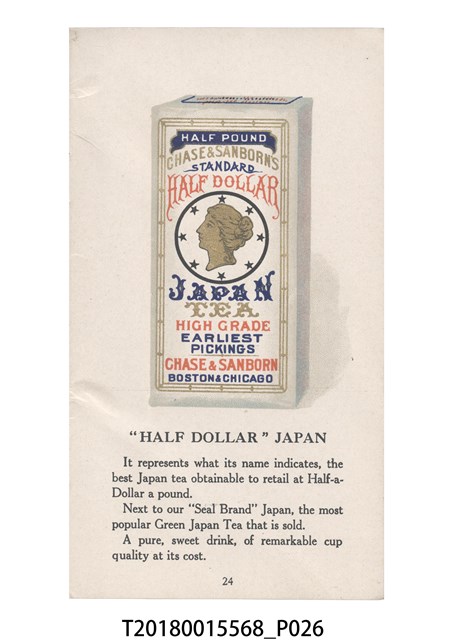 HALF POUND
CHASE & SANBORN'S
STANDARD
HALF DOLLAR
JAPAN
TEA
HIGH GRADE
EARLIEST
PICKINGS
CHASE & SANBORN
BOSTON & CHICAGO
"HALF DOLLAR" JAPAN
It represents what its name indicates, the
best Japan tea obtainable to retail at Half-a-
Dollar a pound.
Next to our "Seal Brand" Japan, the most
popular Green Japan Tea that is sold.
A pure, sweet drink, of remarkable cup
quality at its cost.
24
T20180015568_P026